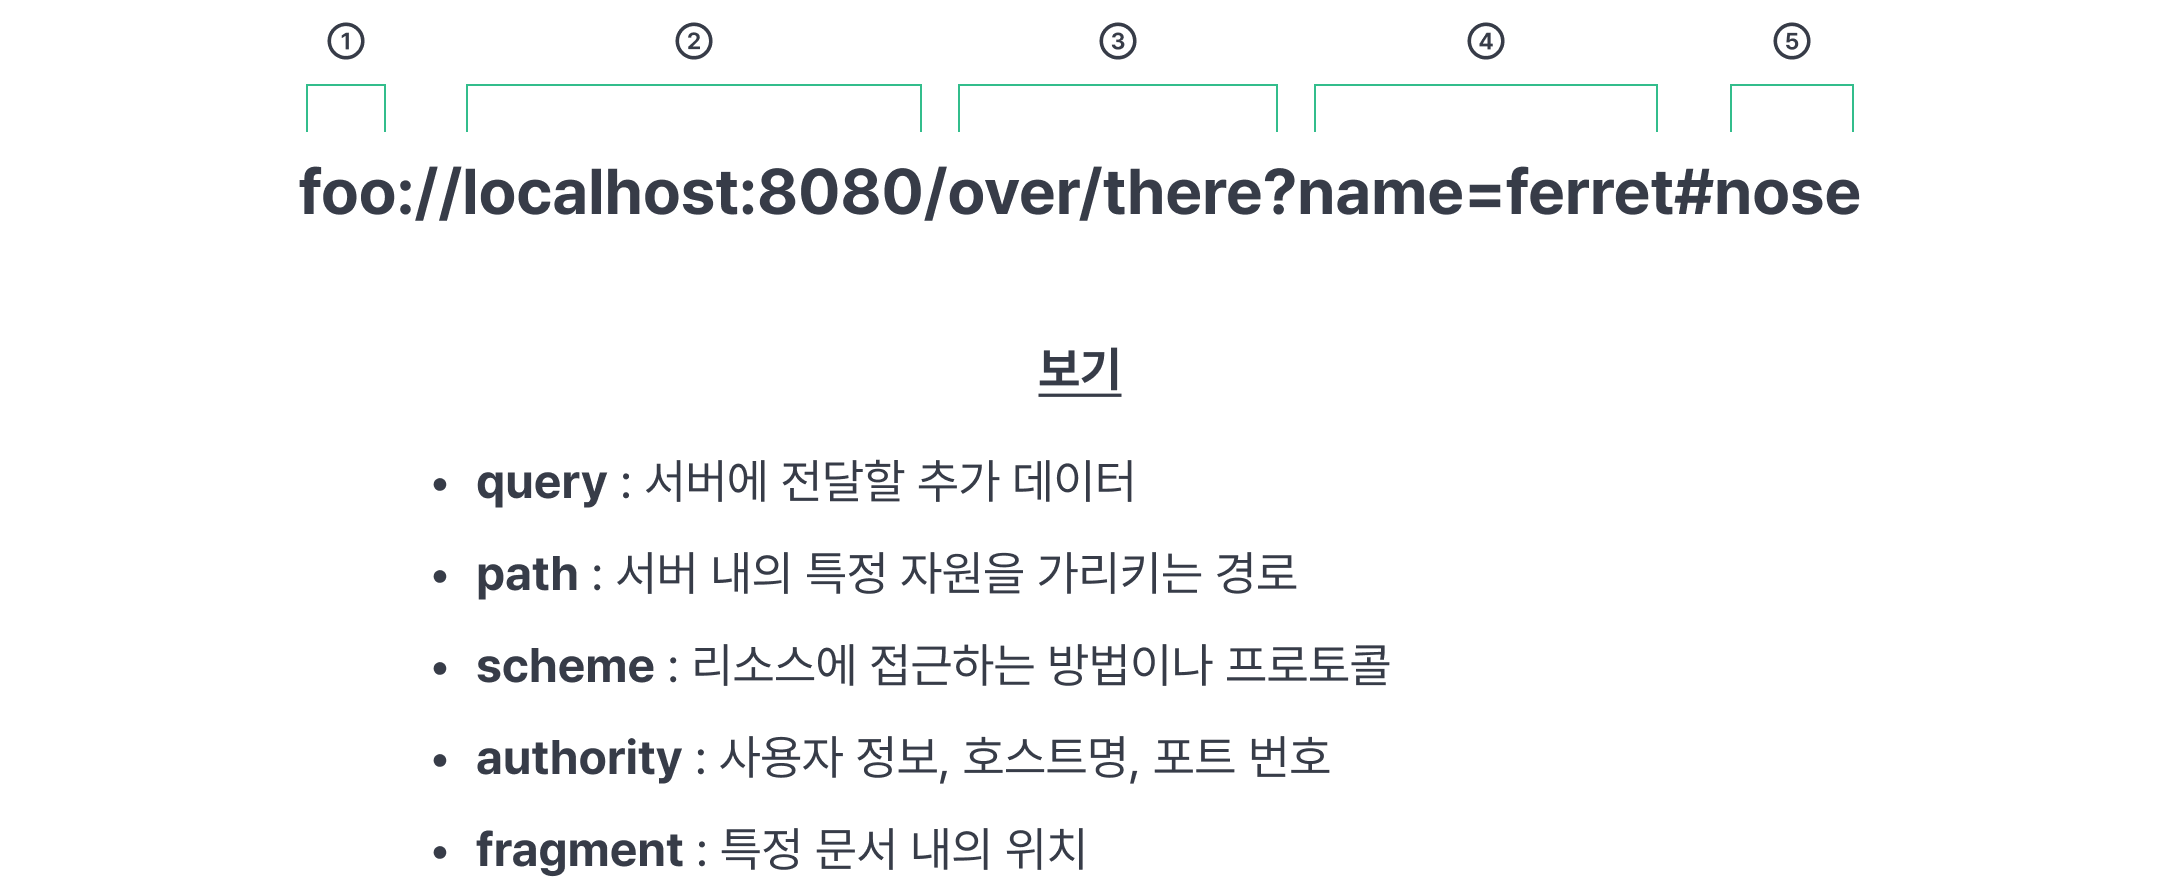 ① ② ③ ④ ⑤
foo://localhost:8080/over/there?name=ferret#nose
보기
• query : 서버에 전달할 추가 데이터
• path : 서버 내의 특정 자원을 가리키는 경로
• scheme : 리소스에 접근하는 방법이나 프로토콜
• authority : 사용자 정보, 호스트명, 포트 번호
• fragment : 특정 문서 내의 위치